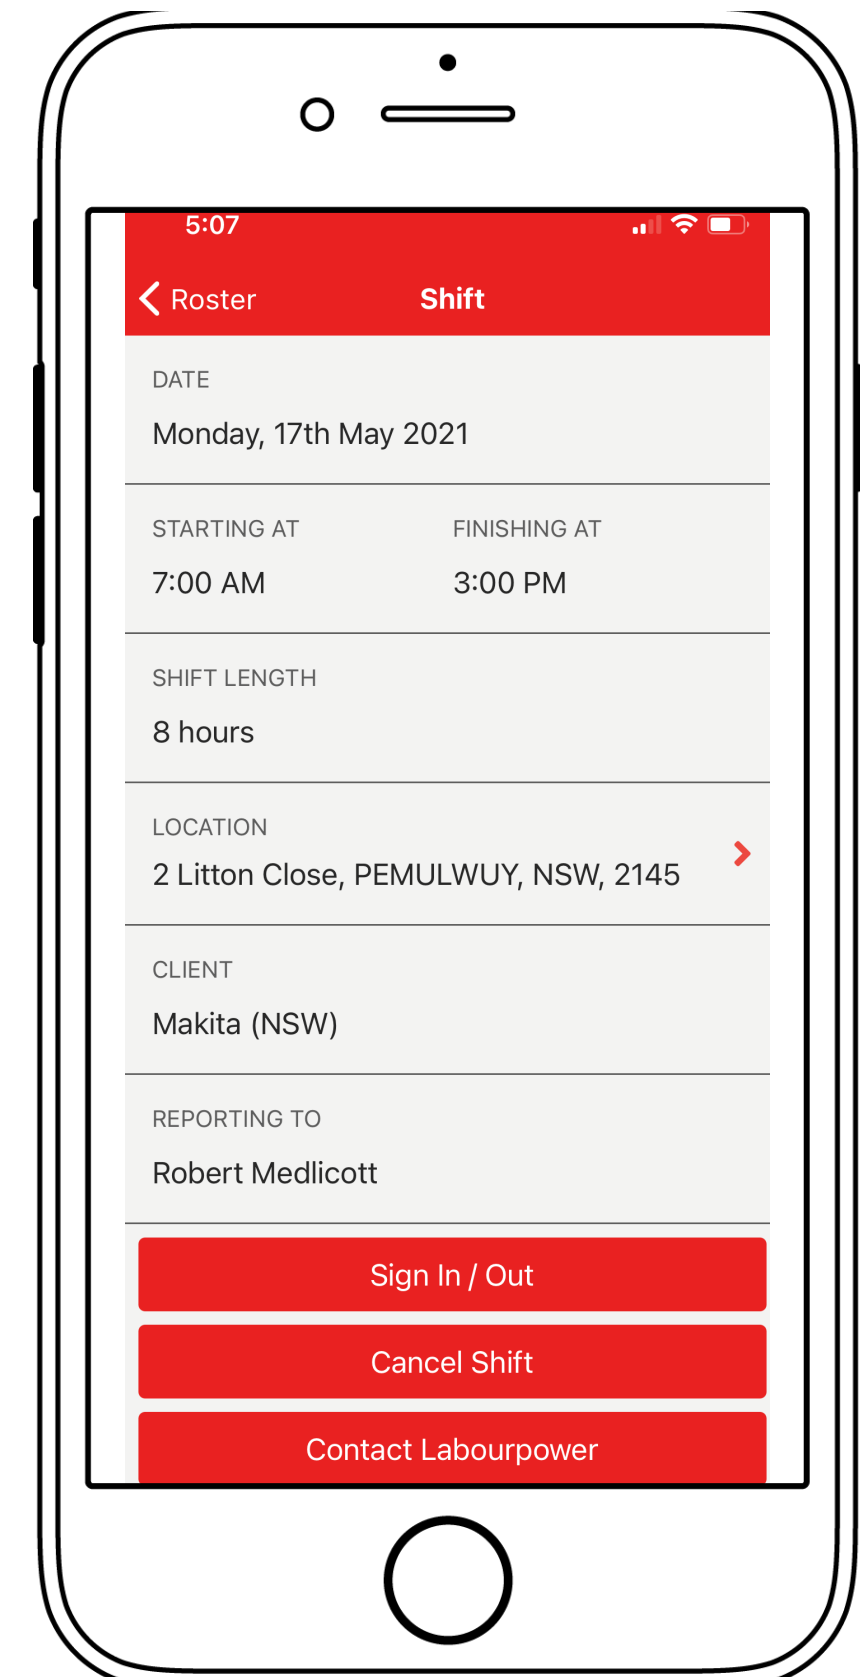 5:07
Roster
Shift
DATE
Monday, 17th May 2021
STARTING AT FINISHING AT
7:00 AM 3:00 PM
SHIFT LENGTH
8 hours
LOCATION
2 Litton Close, PEMULWUY, NSW, 2145
CLIENT
Makita (NSW)
REPORTING TO
Robert Medlicott
Sign In / Out
Cancel Shift
Contact Labourpower